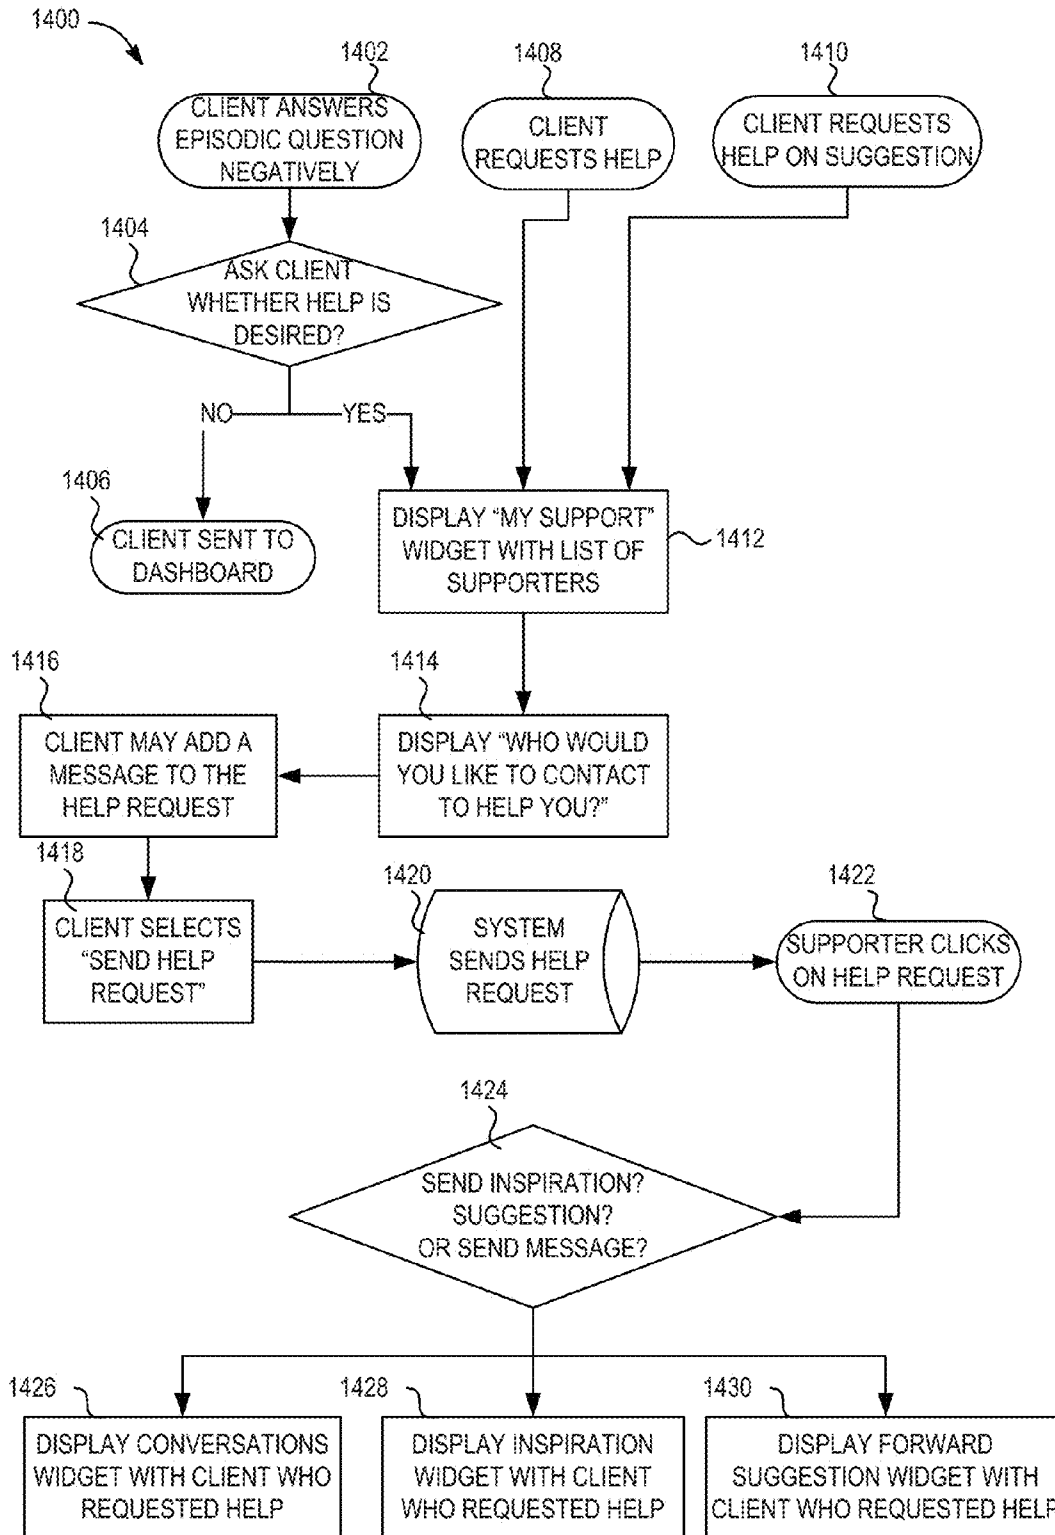 1400
1402
CLIENT ANSWERS
EPISODIC QUESTION
NEGATIVELY
1408
CLIENT
REQUESTS HELP
1410
CLIENT REQUESTS
HELP ON SUGGESTION
1404
ASK CLIENT
WHETHER HELP IS
DESIRED?
NO
YES
1406
CLIENT SENT TO
DASHBOARD
DISPLAY “MY SUPPORT”
WIDGET WITH LIST OF
SUPPORTERS
1412
1416
CLIENT MAY ADD A
MESSAGE TO THE
HELP REQUEST
1414
DISPLAY “WHO WOULD
YOU LIKE TO CONTACT
TO HELP YOU?”
1418
CLIENT SELECTS
“SEND HELP
REQUEST”
1420
SYSTEM
SENDS HELP
REQUEST
1422
SUPPORTER CLICKS
ON HELP REQUEST
1424
SEND INSPIRATION?
SUGGESTION?
OR SEND MESSAGE?
1426
DISPLAY CONVERSATIONS
WIDGET WITH CLIENT WHO
REQUESTED HELP
1428
DISPLAY INSPIRATION
WIDGET WITH CLIENT
WHO REQUESTED HELP
1430
DISPLAY FORWARD
SUGGESTION WIDGET WITH
CLIENT WHO REQUESTED HELP